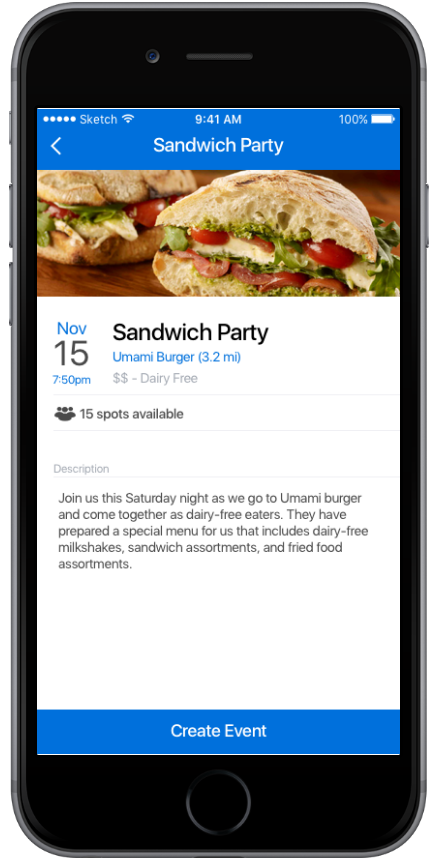 Sketch 9:41 AM 100%
Sandwich Party
Nov
15
7:50pm
Sandwich Party
Umami Burger (3.2 mi)
$$ - Dairy Free
15 spots available
Description
Join us this Saturday night as we go to Umami burger
and come together as dairy-free eaters. They have
prepared a special menu for us that includes dairy-free
milkshakes, sandwich assortments, and fried food
assortments.
Create Event